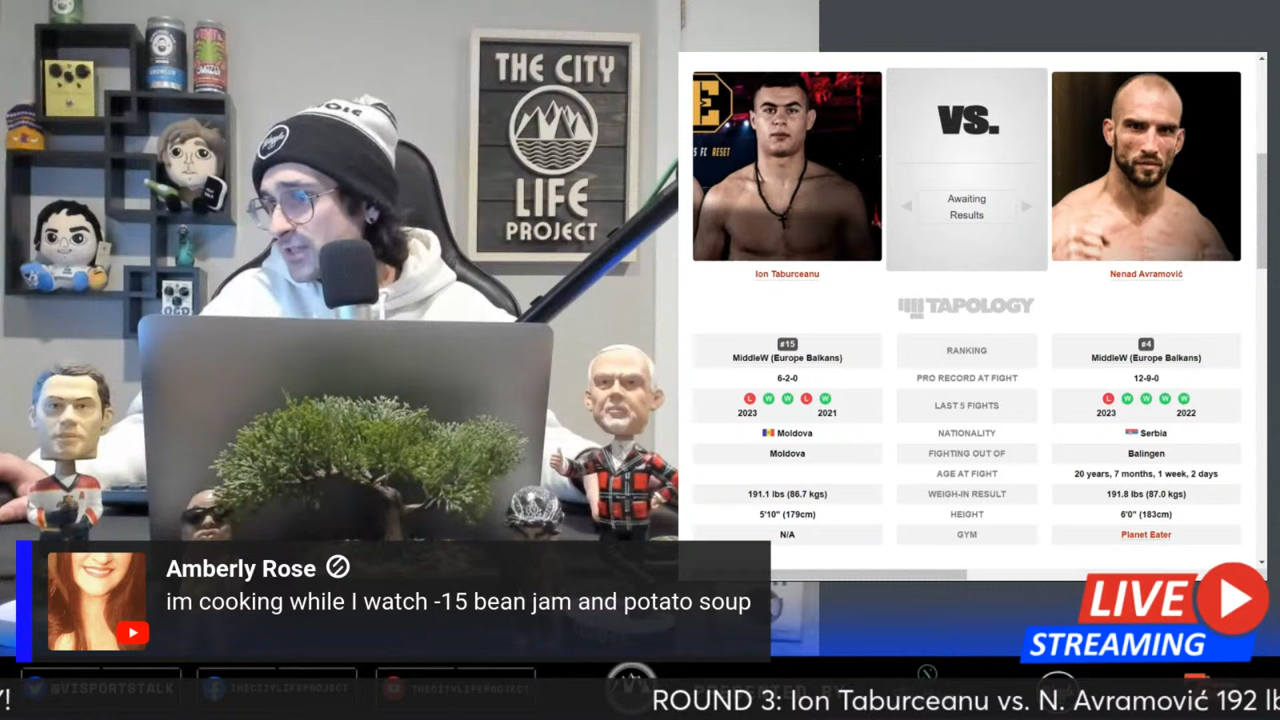 THE CITY
LIFE
PROJECT
E
FC RESET
VS.
Awaiting
Results
Ion Taburceanu
Nenad Avramović
TAPOLOGY
#15
MiddleW (Europe Balkans)
RANKING
#4
MiddleW (Europe Balkans)
6-2-0
PRO RECORD AT FIGHT
12-9-0
L W W L W
2023 2021
LAST 5 FIGHTS
L W W W W
2023 2022
Moldova
NATIONALITY
Serbia
Moldova
FIGHTING OUT OF
Balingen
AGE AT FIGHT
20 years, 7 months, 1 week, 2 days
191.1 lbs (86.7 kgs)
WEIGH-IN RESULT
191.8 lbs (87.0 kgs)
5'10" (179cm)
HEIGHT
6'0" (183cm)
N/A
GYM
Planet Eater
Amberly Rose
im cooking while I watch -15 bean jam and potato soup
LIVE
STREAMING
@VISPORTSTALK
THECITYLIFEPROJECT
THECITYLIFEPROJECT
Y!
ROUND 3: Ion Taburceanu vs. N. Avramović 192 lb